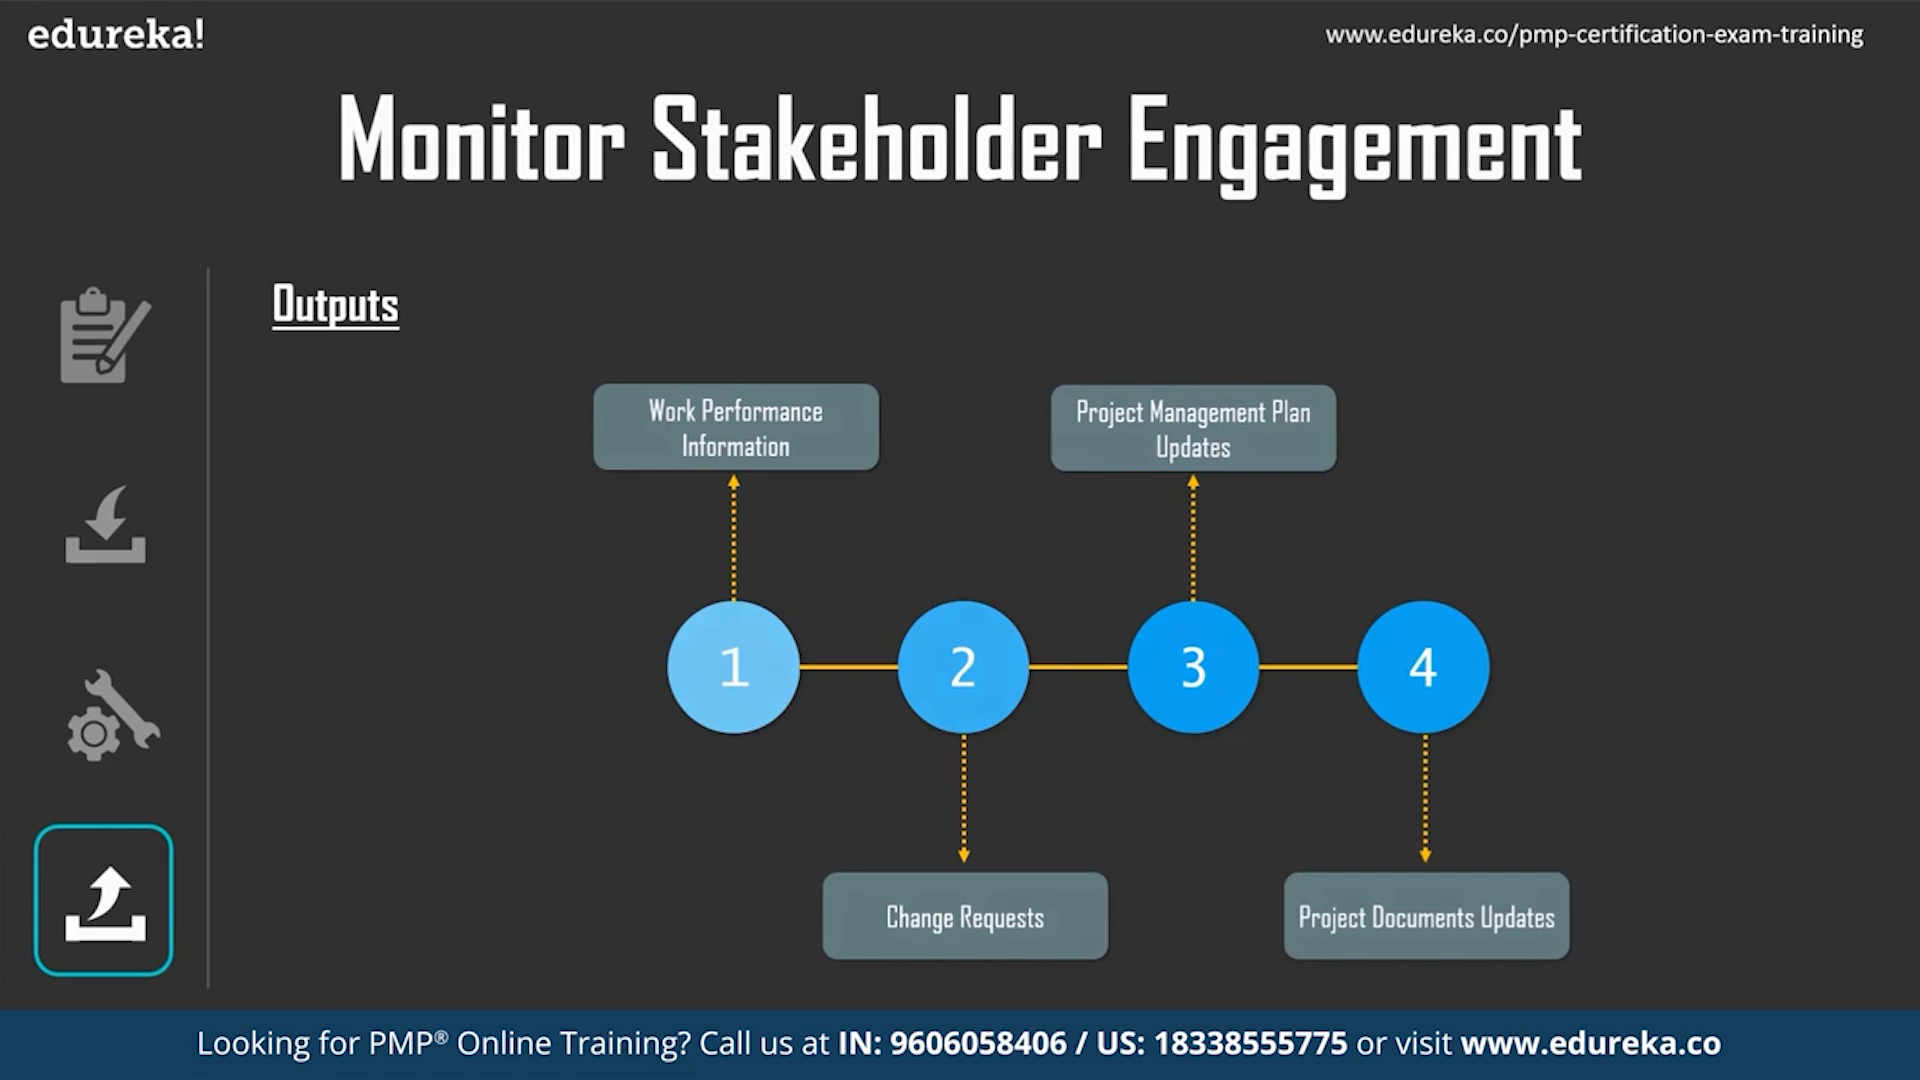 edureka!
www.edureka.co/pmp-certification-exam-training
Monitor Stakeholder Engagement
Outputs
Work Performance
Information
Project Management Plan
Updates
1
2
3
4
Change Requests
Project Documents Updates
Looking for PMP® Online Training? Call us at IN: 9606058406 / US: 18338555775 or visit www.edureka.co